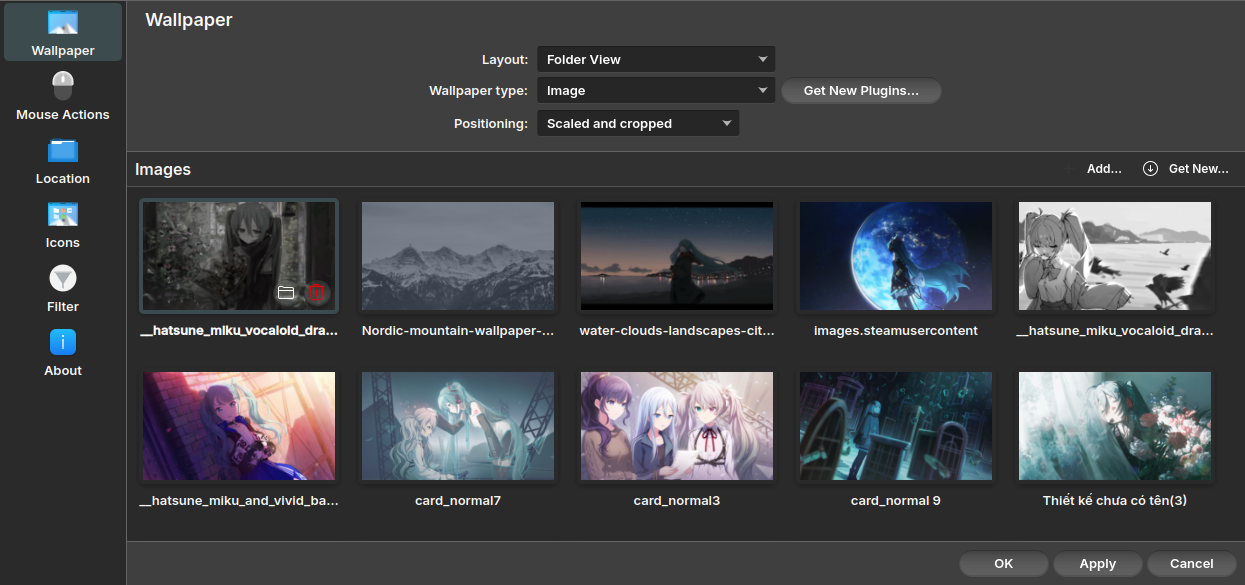 Wallpaper
Mouse Actions
Location
Icons
Filter
About
Wallpaper
Layout: Folder View
Wallpaper type: Image Get New Plugins...
Positioning: Scaled and cropped
Images Add... Get New...
__hatsune_miku_vocaloid_dra... Nordic-mountain-wallpaper-... water-clouds-landscapes-cit... images.steamusercontent __hatsune_miku_vocaloid_dra...
__hatsune_miku_and_vivid_ba... card_normal7 card_normal3 card_normal 9 Thiết kế chưa có tên(3)
OK Apply Cancel